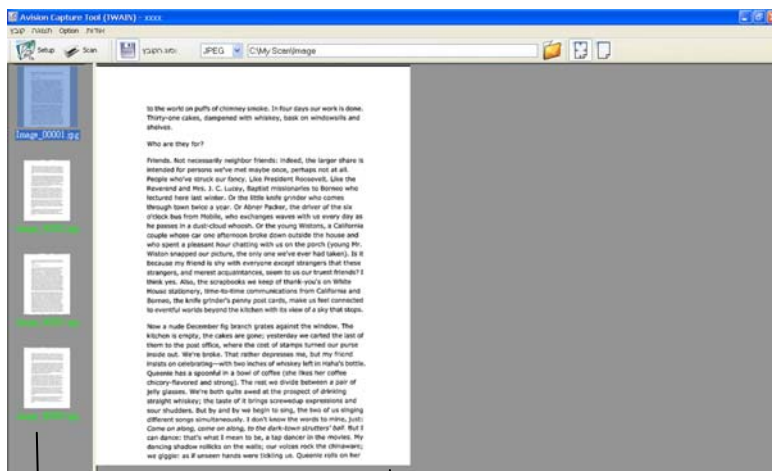 Avision Capture Tool (TWAIN) - xxxx
קובץ תמונה Option אודות
Setup Scan סוג הקובץ JPEG C:\My Scan\Image
Image_00001.jpg
to the world on puffs of chimney smoke. In four days our work is done.
Thirty-one cakes, dampened with whiskey, bask on windowsills and
shelves.
Who are they for?
Friends. Not necessarily neighbor friends: indeed, the larger share is
intended for persons we've met maybe once, perhaps not at all.
People who've struck our fancy. Like President Roosevelt. Like the
Reverend and Mrs. J. C. Lucey, Baptist missionaries to Borneo who
lectured here last winter. Or the little knife grinder who comes
through town twice a year. Or Abner Packer, the driver of the six
o'clock bus from Mobile, who exchanges waves with us every day as
he passes in a dust-cloud whoosh. Or the young Wistons, a California
couple whose car one afternoon broke down outside the house and
who spent a pleasant hour chatting with us on the porch (young Mr.
Wiston snapped our picture, the only one we've ever had taken). Is it
because my friend is shy with everyone except strangers that these
strangers, and merest acquaintances, seem to us our truest friends? I
think yes. Also, the scrapbooks we keep of thank-you's on White
House stationery, time-to-time communications from California and
Borneo, the knife grinder's penny post cards, make us feel connected
to eventful worlds beyond the kitchen with its view of a sky that stops.
Now a nude December fig branch grates against the window. The
kitchen is empty, the cakes are gone; yesterday we carted the last of
them to the post office, where the cost of stamps turned our purse
inside out. We're broke. That rather depresses me, but my friend
insists on celebrating—with two inches of whiskey left in Haha's bottle.
Queenie has a spoonful in a bowl of coffee (she likes her coffee
chicory-flavored and strong). The rest we divide between a pair of
jelly glasses. We're both quite awed at the prospect of drinking
straight whiskey; the taste of it brings screwedup expressions and
sour shudders. But by and by we begin to sing, the two of us singing
different songs simultaneously. I don't know the words to mine, just:
Come on along, come on along, to the dark-town strutters' ball. But I
can dance: that's what I mean to be, a tap dancer in the movies. My
dancing shadow rollicks on the walls; our voices rock the chinaware;
we giggle: as if unseen hands were tickling us. Queenie rolls on her